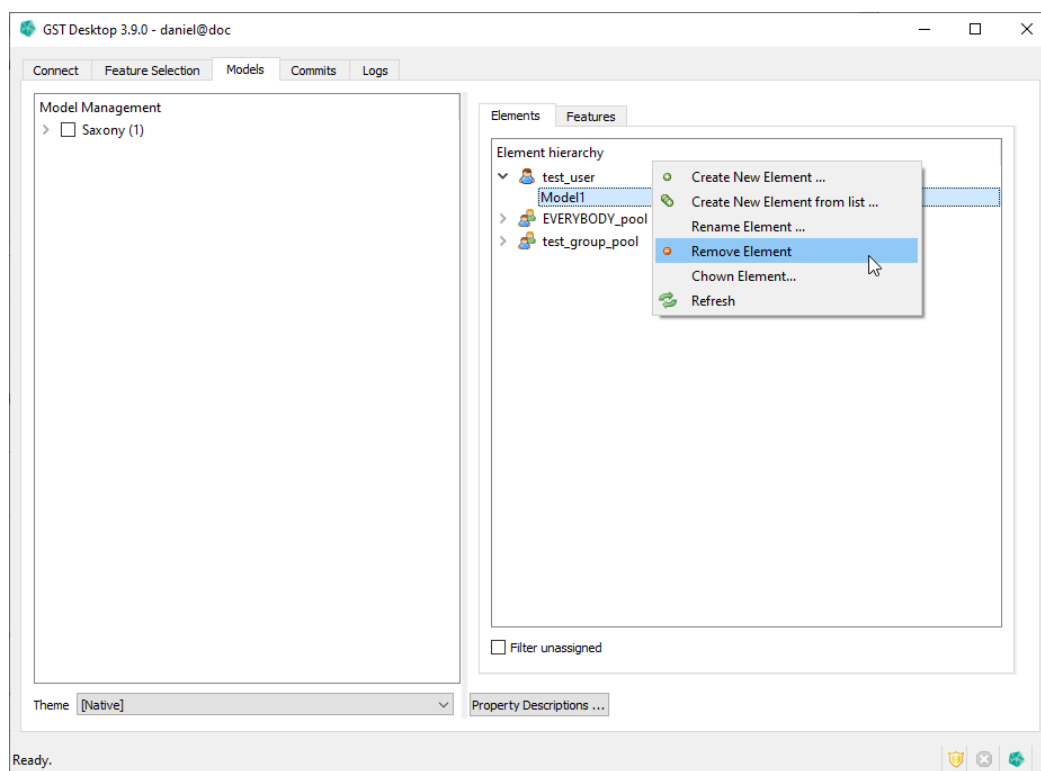 GST Desktop 3.9.0 - daniel@doc
Connect Feature Selection Models Commits Logs
Model Management
Saxony (1)
Elements Features
Element hierarchy
test_user
Model1
EVERYBODY_pool
test_group_pool
Create New Element ...
Create New Element from list ...
Rename Element ...
Remove Element
Chown Element...
Refresh
Filter unassigned
Theme [Native]
Property Descriptions ...
Ready.